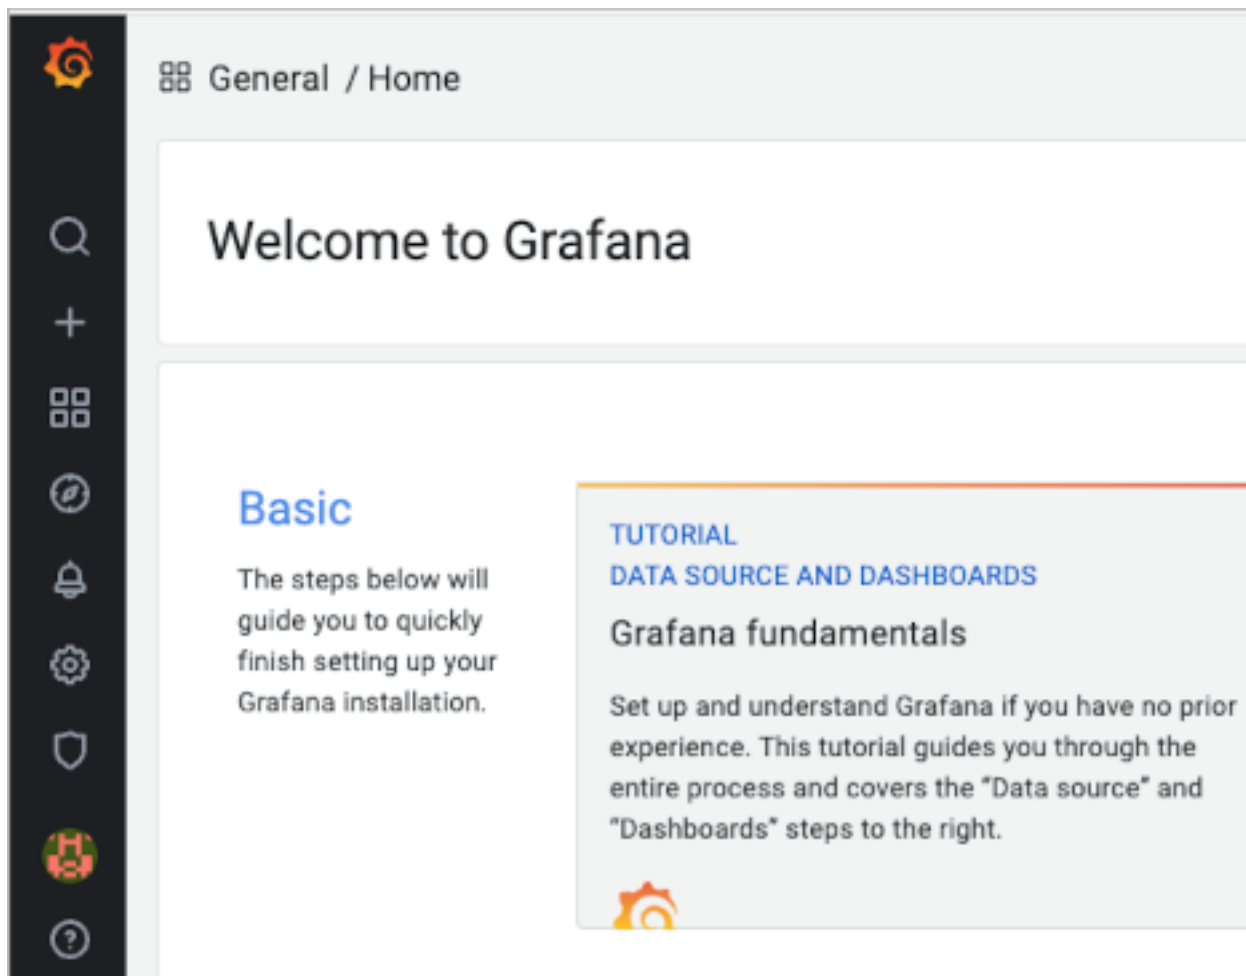 General / Home
Welcome to Grafana
Basic
The steps below will
guide you to quickly
finish setting up your
Grafana installation.
TUTORIAL
DATA SOURCE AND DASHBOARDS
Grafana fundamentals
Set up and understand Grafana if you have no prior
experience. This tutorial guides you through the
entire process and covers the “Data source” and
“Dashboards” steps to the right.